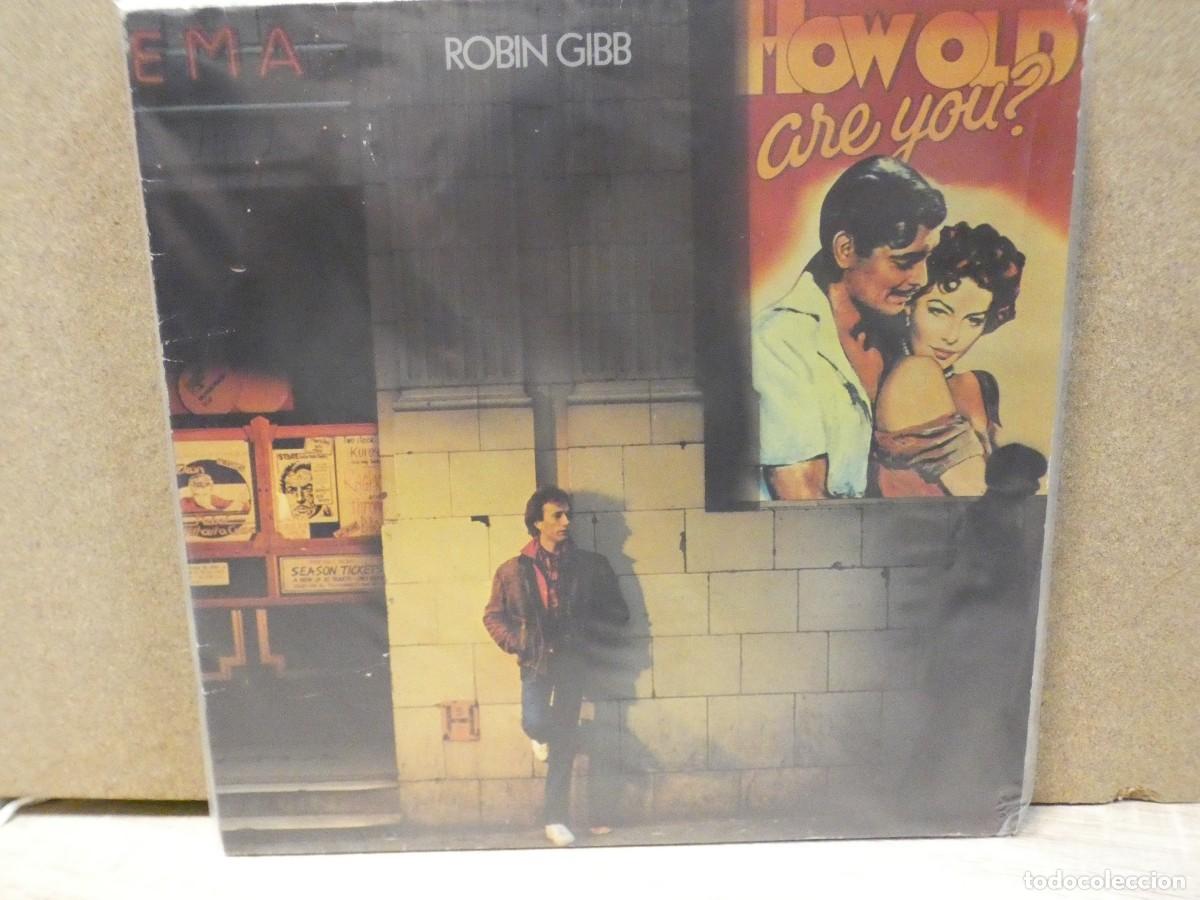 EMA
ROBIN GIBB
HOW OLD
are you?
SEASON TICKETS
H
todocoleccion